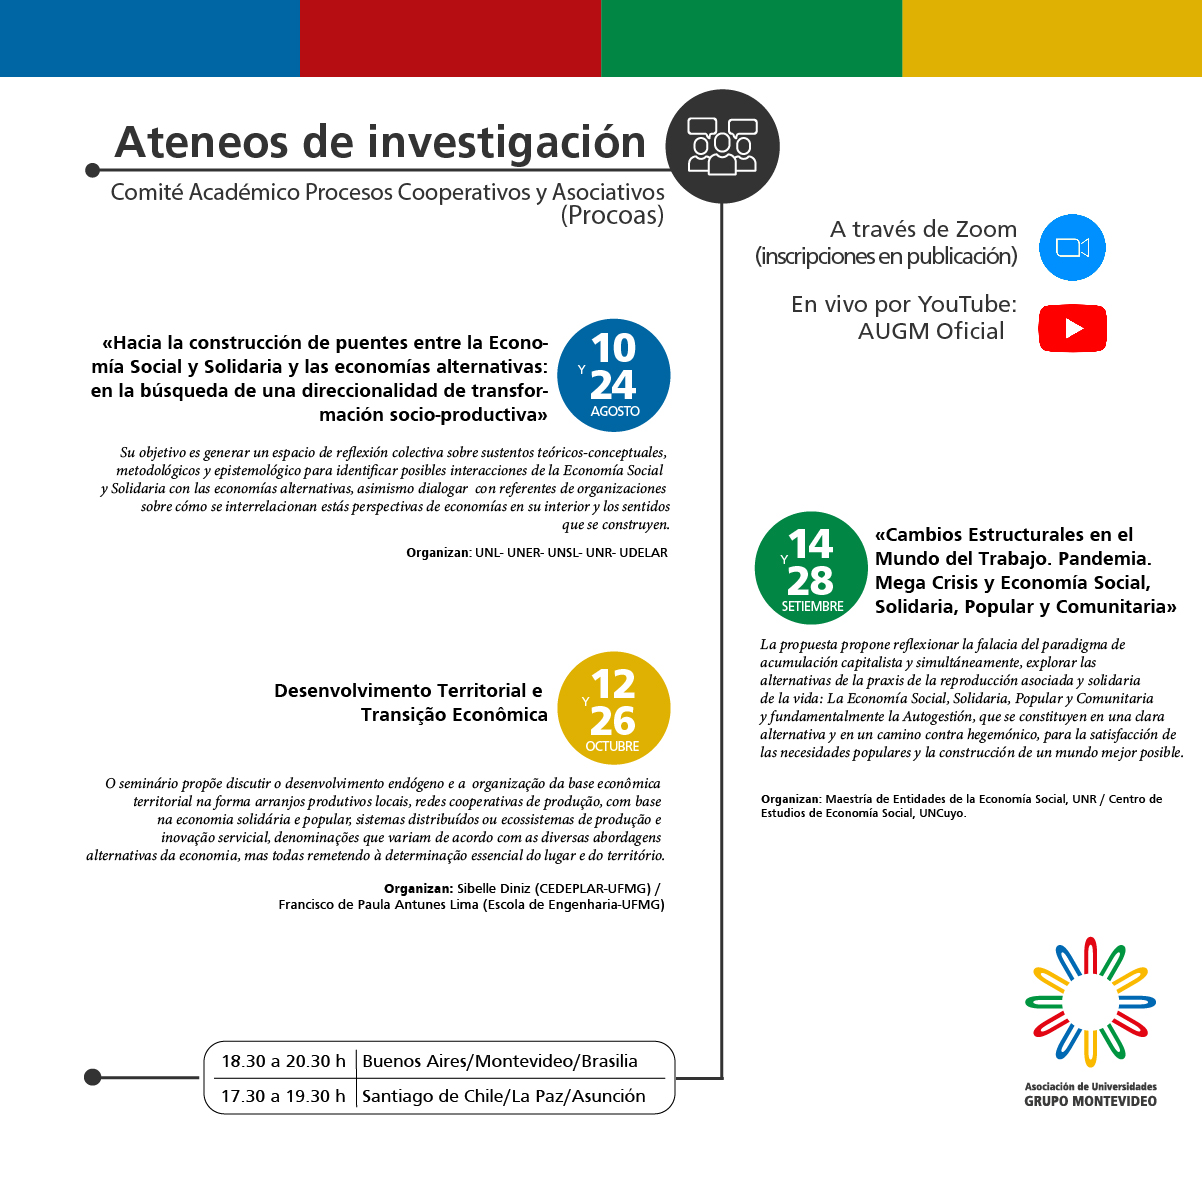 Ateneos de investigación
Comité Académico Procesos Cooperativos y Asociativos
(Procoas)
A través de Zoom
(inscripciones en publicación)
En vivo por YouTube:
AUGM Oficial
«Hacia la construcción de puentes entre la Econo-
mía Social y Solidaria y las economías alternativas:
en la búsqueda de una direccionalidad de transfor-
mación socio-productiva»
10
Y
24
AGOSTO
Su objetivo es generar un espacio de reflexión colectiva sobre sustentos teóricos-conceptuales,
metodológicos y epistemológico para identificar posibles interacciones de la Economía Social
y Solidaria con las economías alternativas, asimismo dialogar con referentes de organizaciones
sobre cómo se interrelacionan estás perspectivas de economías en su interior y los sentidos
que se construyen.
Organizan: UNL- UNER- UNSL- UNR- UDELAR
14
Y
28
SETIEMBRE
«Cambios Estructurales en el
Mundo del Trabajo. Pandemia.
Mega Crisis y Economía Social,
Solidaria, Popular y Comunitaria»
La propuesta propone reflexionar la falacia del paradigma de
acumulación capitalista y simultáneamente, explorar las
alternativas de la praxis de la reproducción asociada y solidaria
de la vida: La Economía Social, Solidaria, Popular y Comunitaria
y fundamentalmente la Autogestión, que se constituyen en una clara
alternativa y en un camino contra hegemónico, para la satisfacción de
las necesidades populares y la construcción de un mundo mejor posible.
Organizan: Maestría de Entidades de la Economía Social, UNR / Centro de
Estudios de Economía Social, UNCuyo.
Desenvolvimento Territorial e
Transição Econômica
12
Y
26
OCTUBRE
O seminário propõe discutir o desenvolvimento endógeno e a organização da base econômica
territorial na forma arranjos produtivos locais, redes cooperativas de produção, com base
na economia solidária e popular, sistemas distribuídos ou ecossistemas de produção e
inovação servicial, denominações que variam de acordo com as diversas abordagens
alternativas da economia, mas todas remetendo à determinação essencial do lugar e do território.
Organizan: Sibelle Diniz (CEDEPLAR-UFMG) /
Francisco de Paula Antunes Lima (Escola de Engenharia-UFMG)
18.30 a 20.30 h Buenos Aires/Montevideo/Brasilia
17.30 a 19.30 h Santiago de Chile/La Paz/Asunción
Asociación de Universidades
GRUPO MONTEVIDEO